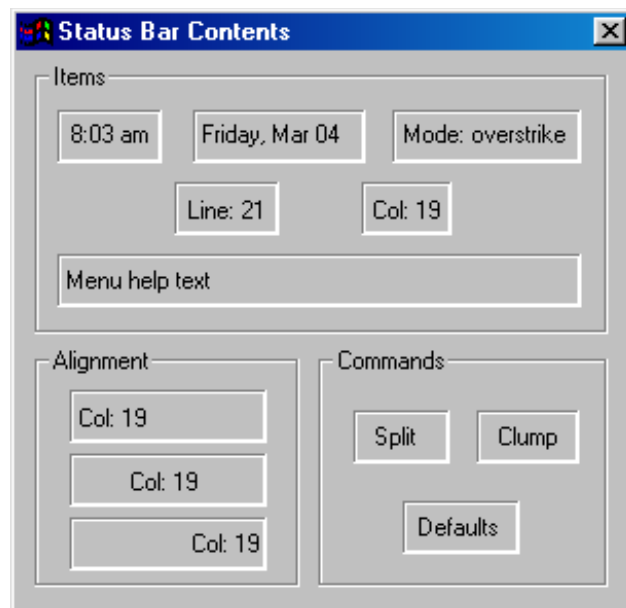 Status Bar Contents
Items
8:03 am Friday, Mar 04 Mode: overstrike
Line: 21 Col: 19
Menu help text
Alignment
Col: 19
Col: 19
Col: 19
Commands
Split Clump
Defaults